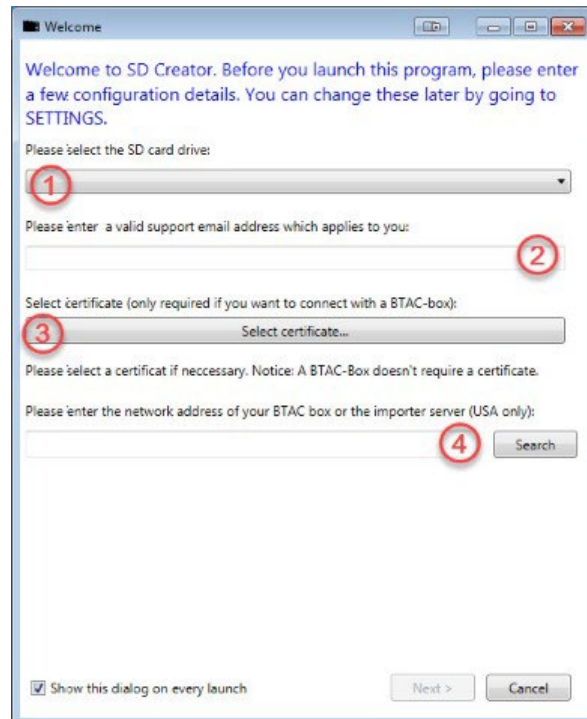 Welcome
Welcome to SD Creator. Before you launch this program, please enter
a few configuration details. You can change these later by going to
SETTINGS.
Please select the SD card drive:
1
Please enter a valid support email address which applies to you:
2
Select certificate (only required if you want to connect with a BTAC-box):
3
Select certificate...
Please select a certificat if neccessary. Notice: A BTAC-Box doesn't require a certificate.
Please enter the network address of your BTAC box or the importer server (USA only):
4
Search
Show this dialog on every launch
Next >
Cancel